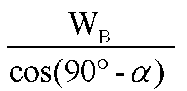 W_B
cos(90° - α)